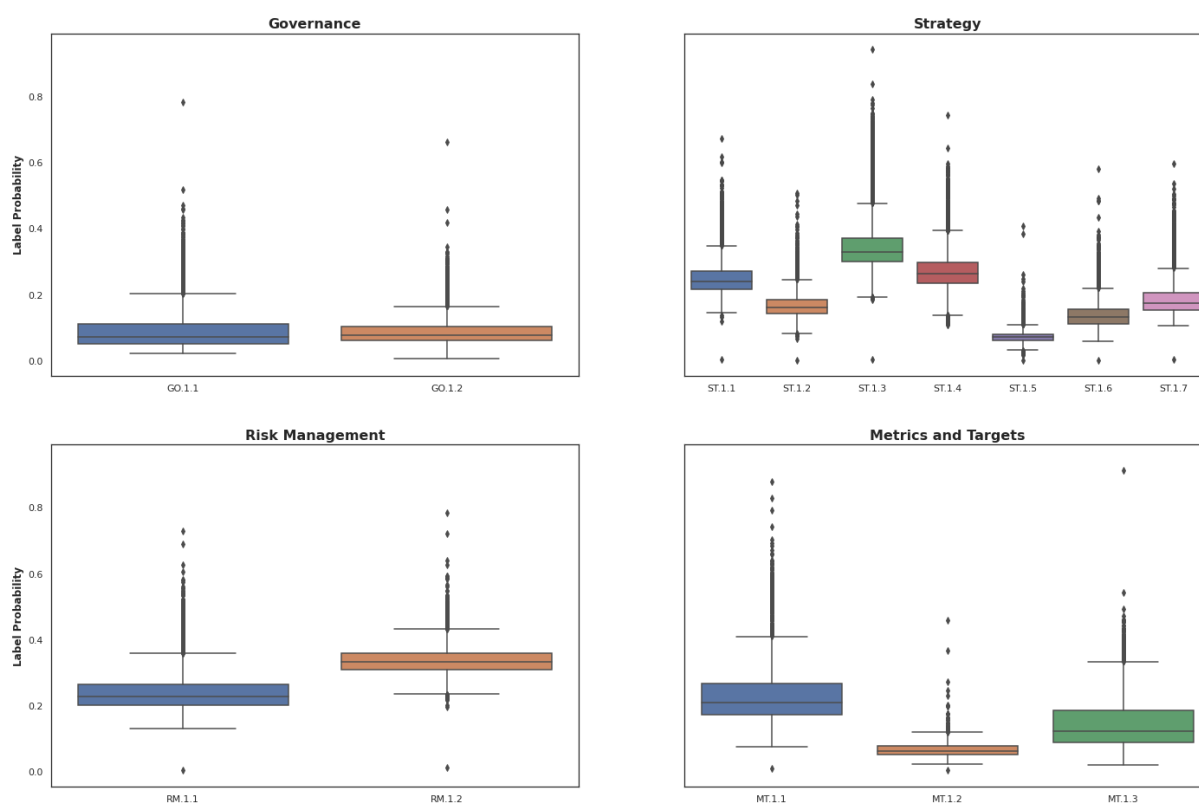 Governance
Strategy
Label Probability
0.8
0.6
0.4
0.2
0.0
GO.1.1 GO.1.2
ST.1.1 ST.1.2 ST.1.3 ST.1.4 ST.1.5 ST.1.6 ST.1.7
Risk Management
Metrics and Targets
Label Probability
0.8
0.6
0.4
0.2
0.0
RM.1.1 RM.1.2
MT.1.1 MT.1.2 MT.1.3